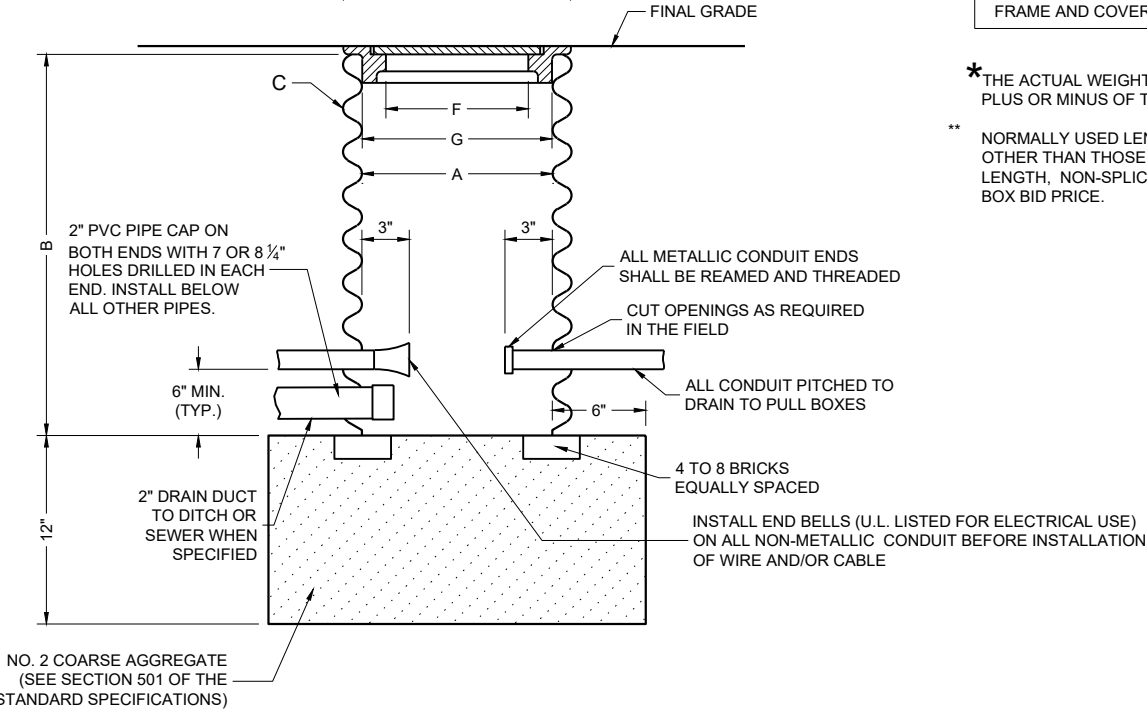 FINAL GRADE
FRAME AND COVER
*THE ACTUAL WEIGHT
PLUS OR MINUS OF T
** NORMALLY USED LEN
OTHER THAN THOSE
LENGTH, NON-SPLIC
BOX BID PRICE.
C
F
G
A
B
3"
3"
2" PVC PIPE CAP ON
BOTH ENDS WITH 7 OR 8 ¼"
HOLES DRILLED IN EACH
END. INSTALL BELOW
ALL OTHER PIPES.
ALL METALLIC CONDUIT ENDS
SHALL BE REAMED AND THREADED
CUT OPENINGS AS REQUIRED
IN THE FIELD
6" MIN.
(TYP.)
ALL CONDUIT PITCHED TO
DRAIN TO PULL BOXES
6"
4 TO 8 BRICKS
EQUALLY SPACED
2" DRAIN DUCT
TO DITCH OR
SEWER WHEN
SPECIFIED
12"
INSTALL END BELLS (U.L. LISTED FOR ELECTRICAL USE)
ON ALL NON-METALLIC CONDUIT BEFORE INSTALLATION
OF WIRE AND/OR CABLE
NO. 2 COARSE AGGREGATE
(SEE SECTION 501 OF THE
STANDARD SPECIFICATIONS)